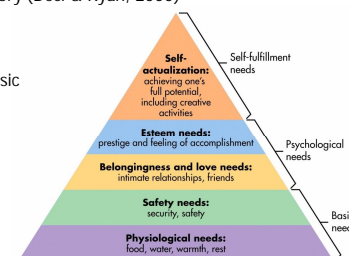 Self-
actualization:
achieving one's
full potential,
including creative
activities
Self-fulfillment
needs
Esteem needs:
prestige and feeling of accomplishment
Psychological
needs
Belongingness and love needs:
intimate relationships, friends
Safety needs:
security, safety
Physiological needs:
food, water, warmth, rest